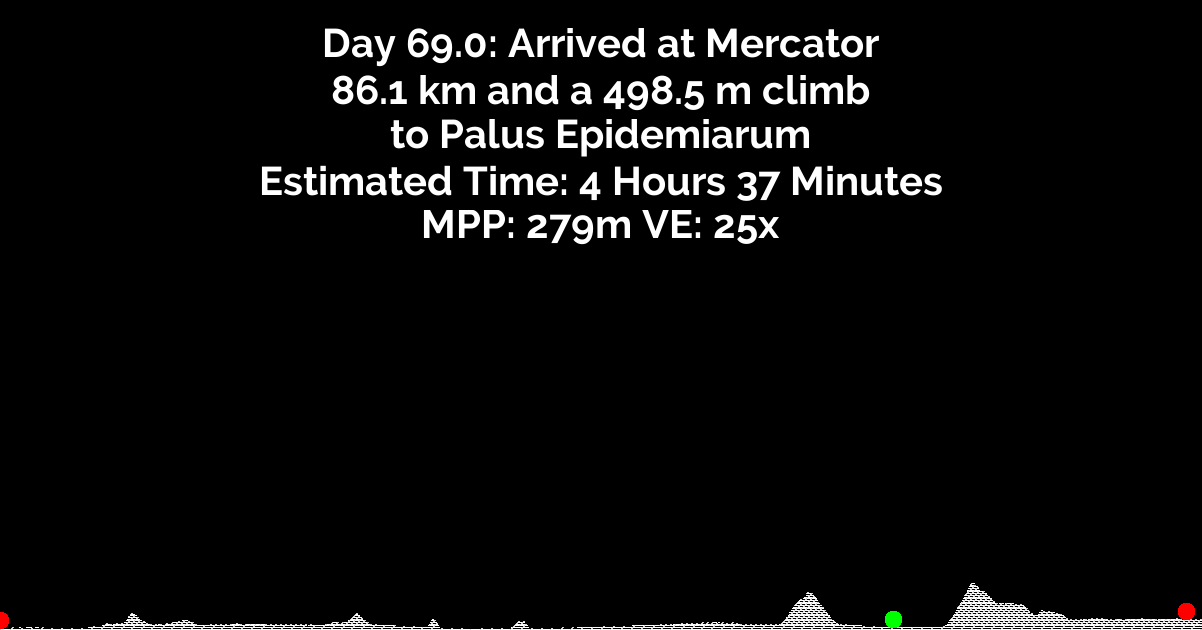 Day 69.0: Arrived at Mercator
86.1 km and a 498.5 m climb
to Palus Epidemiarum
Estimated Time: 4 Hours 37 Minutes
MPP: 279m VE: 25x